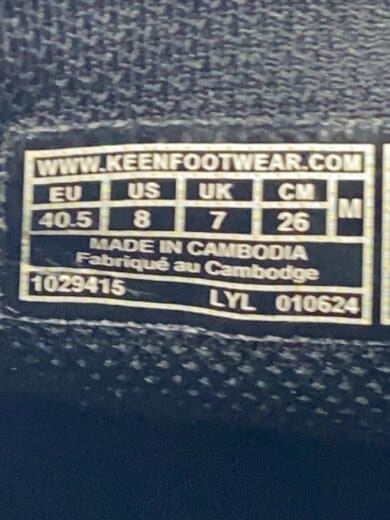 WWW.KEENFOOTWEAR.COM
EU US UK CM M
40.5 8 7 26
MADE IN CAMBODIA
Fabriqué au Cambodge
1029415 LYL 010624